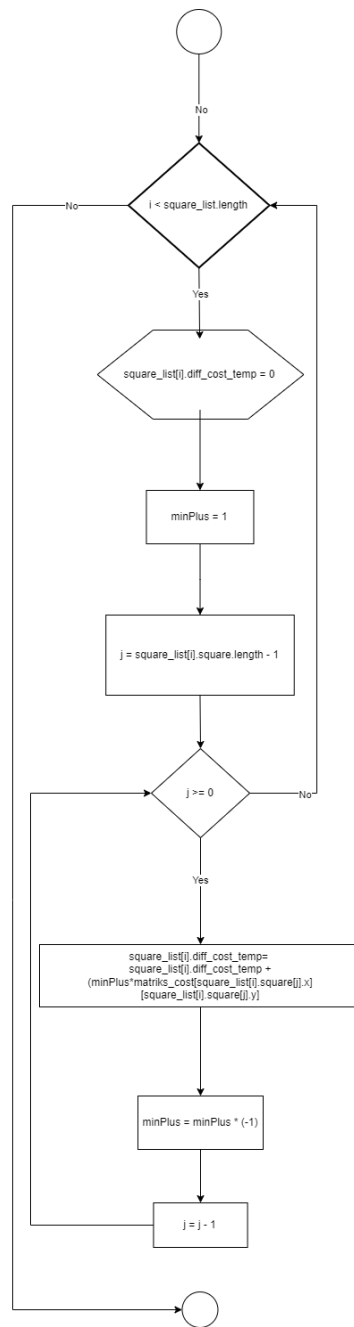 No
i < square_list.length
No
Yes
square_list[i].diff_cost_temp = 0
minPlus = 1
j = square_list[i].square.length - 1
j >= 0
No
Yes
square_list[i].diff_cost_temp=
square_list[i].diff_cost_temp +
(minPlus*matriks_cost[square_list[i].square[j].x]
[square_list[i].square[j].y]
minPlus = minPlus * (-1)
j = j - 1